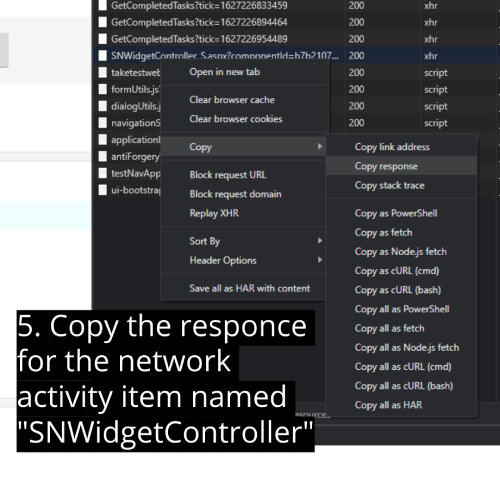 GetCompletedTasks?tick=1627226833459 200 xhr
GetCompletedTasks?tick=1627226894464 200 xhr
GetCompletedTasks?tick=1627226954489 200 xhr
SNWidgetController_S.aspx?componentId=b7b2107... 200 xhr
taketestweb 200 script
formUtils.js 200 script
dialogUtils.j 200 script
navigationS 200 script
application
antiForgery
testNavApp
ui-bootstrap
Open in new tab
Clear browser cache
Clear browser cookies
Copy
Block request URL
Block request domain
Replay XHR
Sort By
Header Options
Save all as HAR with content
Copy link address
Copy response
Copy stack trace
Copy as PowerShell
Copy as fetch
Copy as Node.js fetch
Copy as cURL (cmd)
Copy as cURL (bash)
Copy all as PowerShell
Copy all as fetch
Copy all as Node.js fetch
Copy all as cURL (cmd)
Copy all as cURL (bash)
Copy all as HAR
5. Copy the responce
for the network
activity item named
"SNWidgetController"